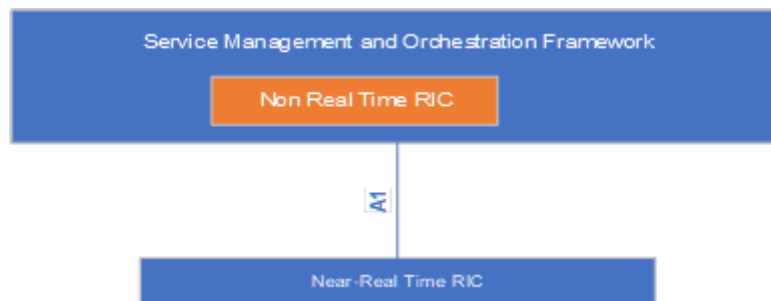 Service Management and Orchestration Framework
Non Real Time RIC
A1
Near-Real Time RIC